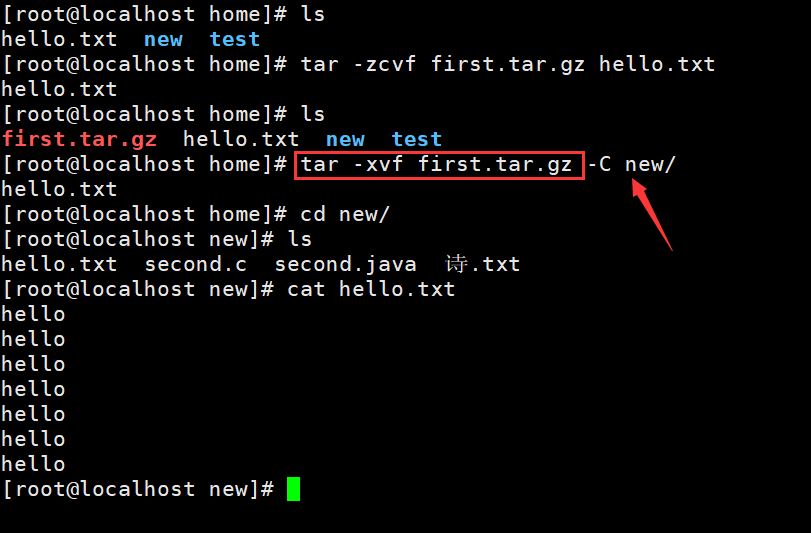 [root@localhost home]# ls
hello.txt  new  test
[root@localhost home]# tar -zcvf first.tar.gz hello.txt
hello.txt
[root@localhost home]# ls
first.tar.gz  hello.txt  new  test
[root@localhost home]# tar -xvf first.tar.gz -C new/
hello.txt
[root@localhost home]# cd new/
[root@localhost new]# ls
hello.txt  second.c  second.java  诗.txt
[root@localhost new]# cat hello.txt
hello
hello
hello
hello
hello
hello
hello
[root@localhost new]#